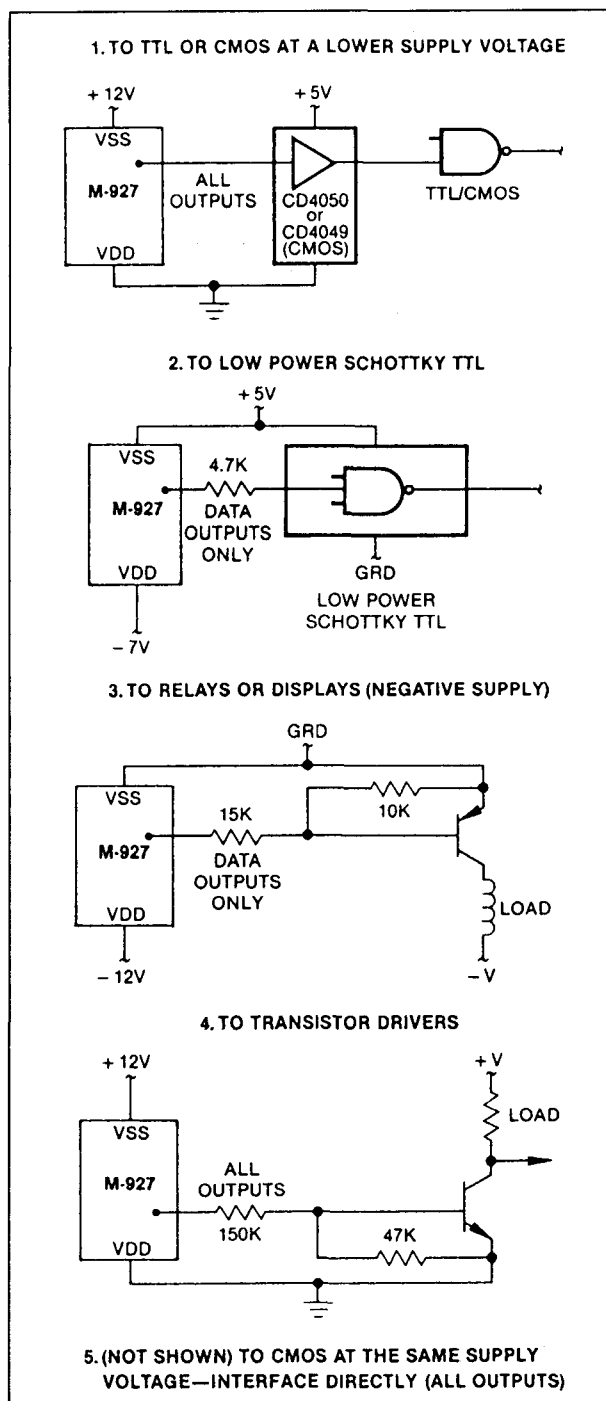 1. TO TTL OR CMOS AT A LOWER SUPPLY VOLTAGE
+ 12V
+ 5V
VSS
M-927
VDD
ALL
OUTPUTS
CD4050
or
CD4049
(CMOS)
TTL/CMOS
2. TO LOW POWER SCHOTTKY TTL
+ 5V
VSS
M-927
VDD
4.7K
DATA
OUTPUTS
ONLY
GRD
LOW POWER
SCHOTTKY TTL
– 7V
3. TO RELAYS OR DISPLAYS (NEGATIVE SUPPLY)
GRD
VSS
M-927
VDD
15K
DATA
OUTPUTS
ONLY
10K
LOAD
– 12V
– V
4. TO TRANSISTOR DRIVERS
+ 12V
+ V
VSS
M-927
VDD
ALL
OUTPUTS
150K
47K
LOAD
5. (NOT SHOWN) TO CMOS AT THE SAME SUPPLY
VOLTAGE—INTERFACE DIRECTLY (ALL OUTPUTS)